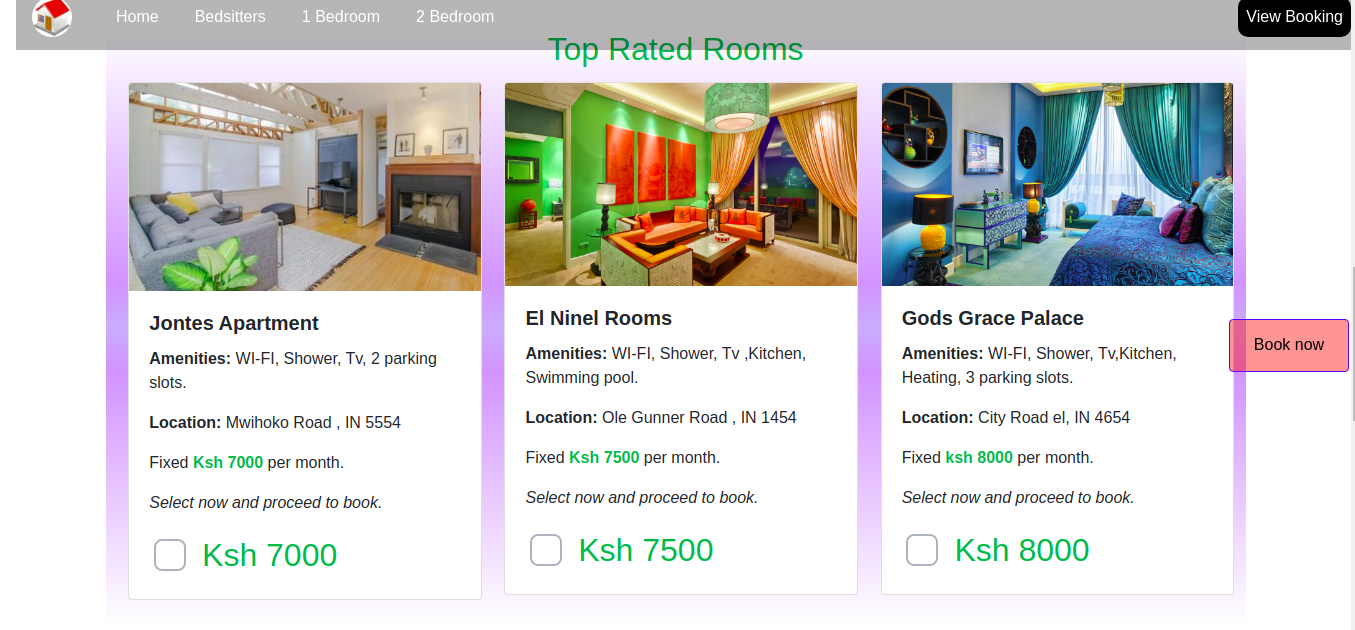 Home Bedsitters 1 Bedroom 2 Bedroom View Booking
Top Rated Rooms
Jontes Apartment
Amenities: WI-FI, Shower, Tv, 2 parking
slots.
Location: Mwihoko Road , IN 5554
Fixed Ksh 7000 per month.
Select now and proceed to book.
Ksh 7000
El Ninel Rooms
Amenities: WI-FI, Shower, Tv ,Kitchen,
Swimming pool.
Location: Ole Gunner Road , IN 1454
Fixed Ksh 7500 per month.
Select now and proceed to book.
Ksh 7500
Gods Grace Palace
Amenities: WI-FI, Shower, Tv,Kitchen,
Heating, 3 parking slots.
Location: City Road el, IN 4654
Fixed ksh 8000 per month.
Select now and proceed to book.
Ksh 8000
Book now